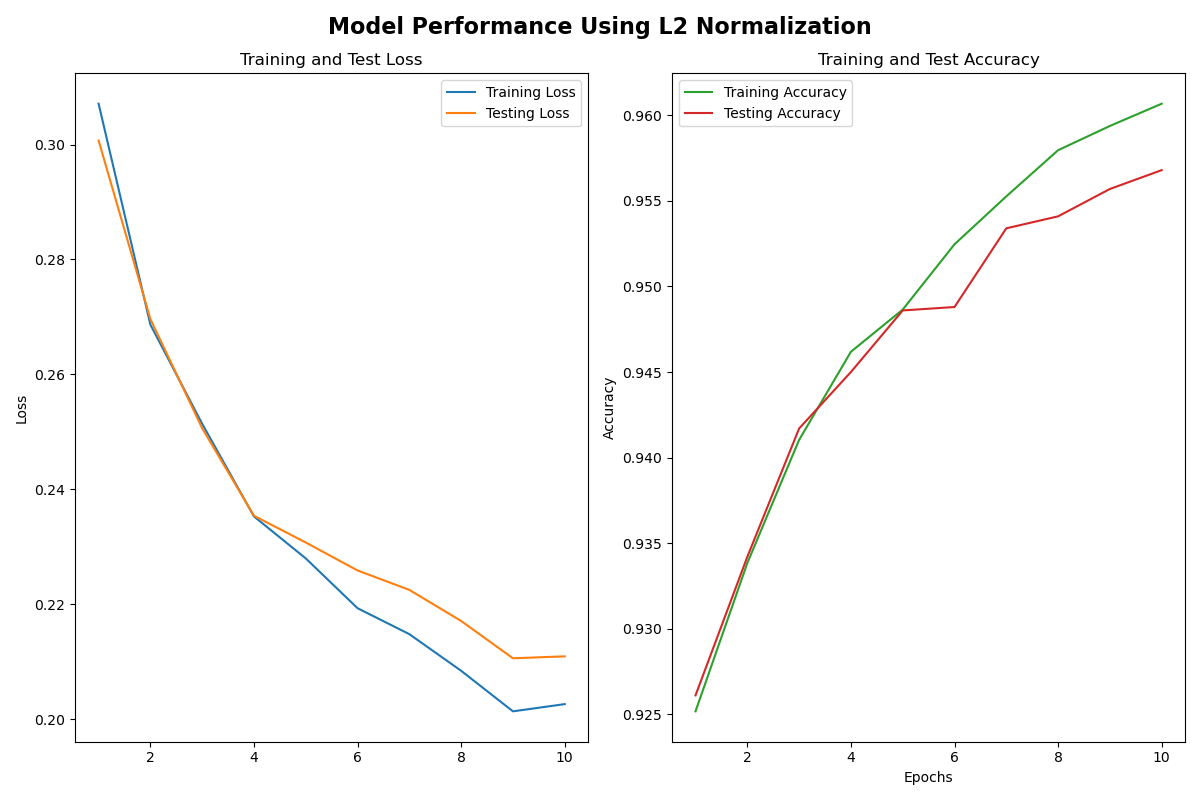 Model Performance Using L2 Normalization
Training and Test Loss
Training Loss
Testing Loss
0.30
0.28
0.26
0.24
0.22
0.20
Loss
2 4 6 8 10
Training and Test Accuracy
Training Accuracy
Testing Accuracy
0.960
0.955
0.950
0.945
0.940
0.935
0.930
0.925
Accuracy
2 4 6 8 10
Epochs